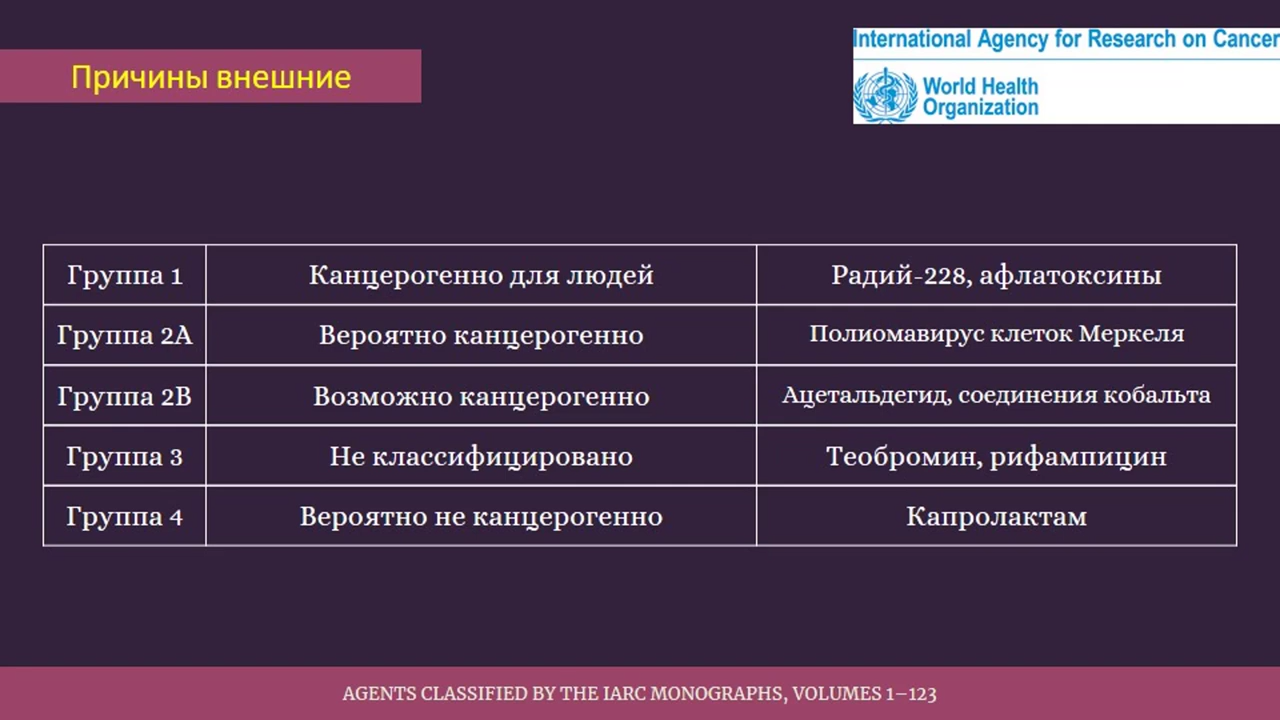 Причины внешние
International Agency for Research on Cancer
World Health
Organization
Группа 1 Канцерогенно для людей Радий-228, афлатоксины
Группа 2A Вероятно канцерогенно Полиомавирус клеток Меркеля
Группа 2B Возможно канцерогенно Ацетальдегид, соединения кобальта
Группа 3 Не классифицировано Теобромин, рифампицин
Группа 4 Вероятно не канцерогенно Капролактам
AGENTS CLASSIFIED BY THE IARC MONOGRAPHS, VOLUMES 1–123